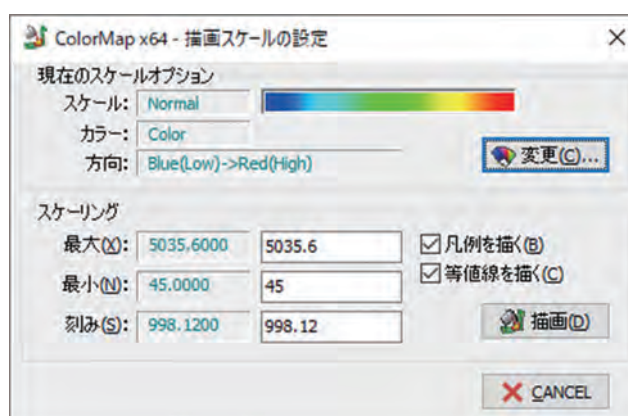 ColorMap x64 - 描画スケールの設定
現在のスケールオプション
スケール: Normal
カラー: Color
方向: Blue(Low)->Red(High)
変更(C)...
スケーリング
最大(X): 5035.6000 5035.6
凡例を描く(B)
最小(N): 45.0000 45
等値線を描く(C)
刻み(S): 998.1200 998.12
描画(D)
CANCEL